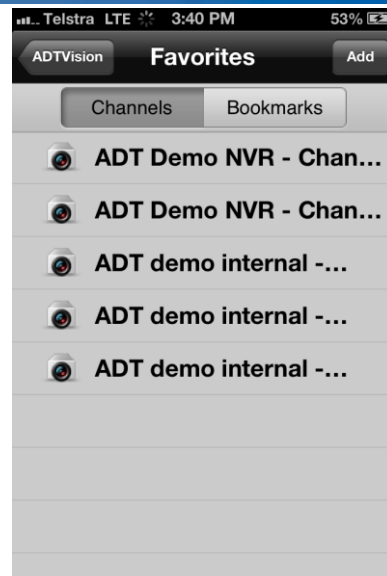 Telstra LTE 3:40 PM 53%
ADTVision Favorites Add
Channels Bookmarks
ADT Demo NVR - Chan...
ADT Demo NVR - Chan...
ADT demo internal -...
ADT demo internal -...
ADT demo internal -...